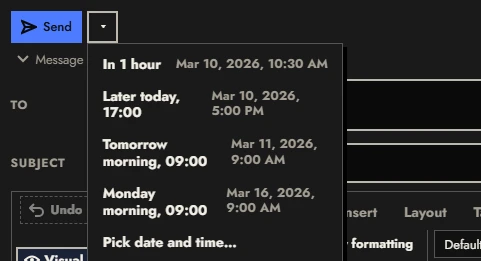 Send
Message
In 1 hour Mar 10, 2026, 10:30 AM
Later today, 17:00 Mar 10, 2026, 5:00 PM
TO
Tomorrow morning, 09:00 Mar 11, 2026, 9:00 AM
SUBJECT
Monday morning, 09:00 Mar 16, 2026, 9:00 AM
Undo
nsert Layout
Pick date and time...
formatting
Default
Visual